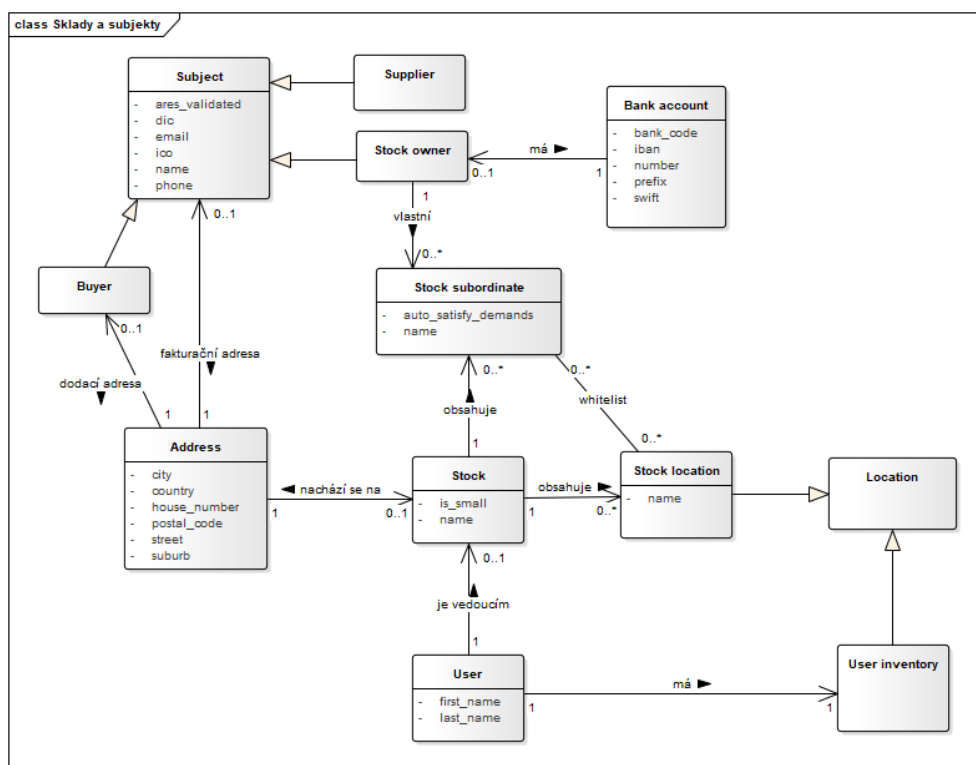 class Sklady a subjekty
Subject
- ares_validated
- dic
- email
- ico
- name
- phone
Supplier
Stock owner
Bank account
- bank_code
- iban
- number
- prefix
- swift
má
0..1
1
1
vlastní
0..*
0..1
Buyer
0..1
Stock subordinate
- auto_satisfy_demands
- name
fakturační adresa
dodací adresa
1
1
0..*
0..*
obsahuje
whitelist
1
0..*
Address
- city
- country
- house_number
- postal_code
- street
- suburb
nachází se na
1
0..1
Stock
- is_small
- name
obsahuje
1
0..*
Stock location
- name
Location
0..1
je vedoucím
1
User
- first_name
- last_name
má
1
1
User inventory